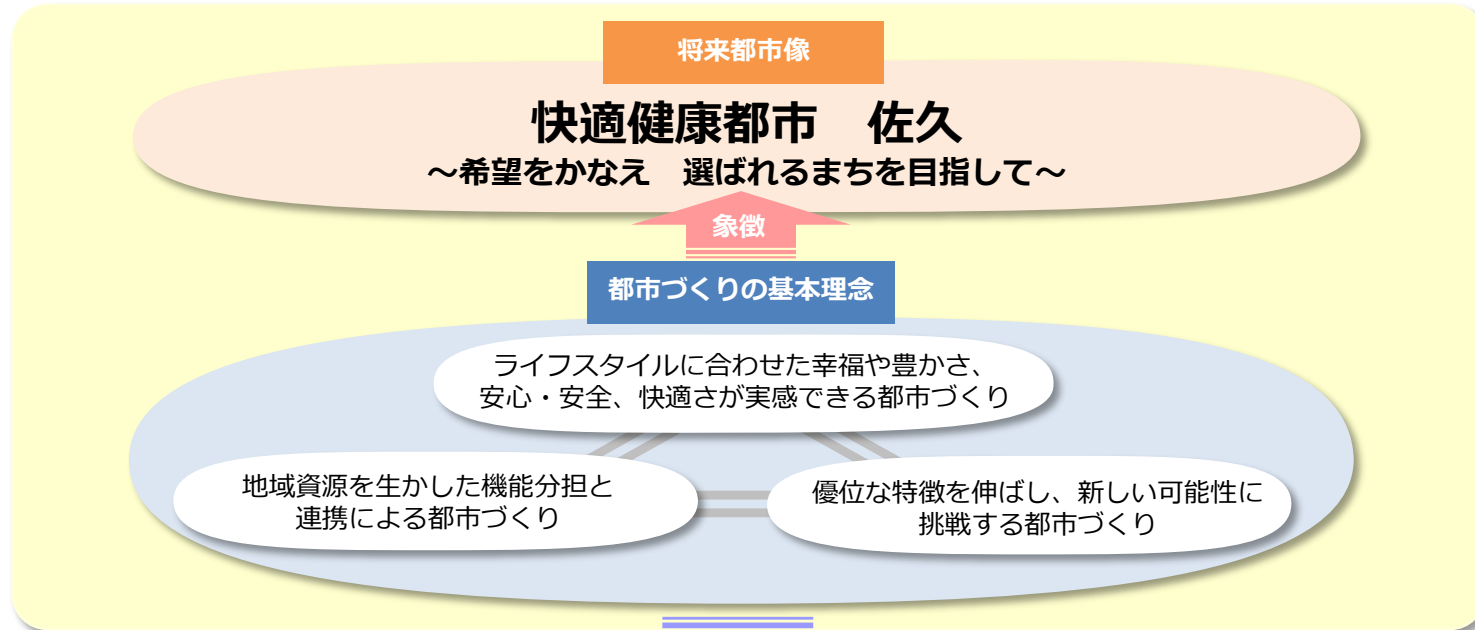 将来都市像
快適健康都市　佐久
～希望をかなえ　選ばれるまちを目指して～
象徴
都市づくりの基本理念
ライフスタイルに合わせた幸福や豊かさ、
安心・安全、快適さが実感できる都市づくり
地域資源を生かした機能分担と
連携による都市づくり
優位な特徴を伸ばし、新しい可能性に
挑戦する都市づくり